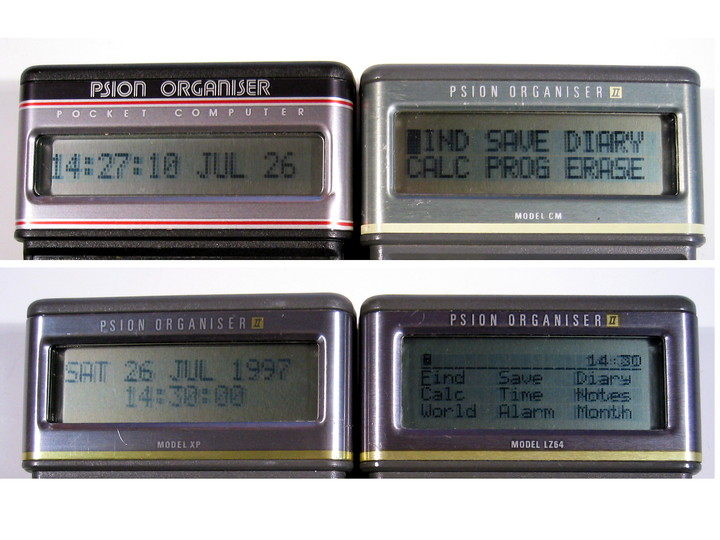 PSION ORGANISER
POCKET COMPUTER
14:27:10 JUL 26
PSION ORGANISER II
IND SAVE DIARY
CALC PROG ERASE
MODEL CM
PSION ORGANISER II
SAT 26 JUL 1997
14:30:00
MODEL XP
PSION ORGANISER II
14:30
Find Save Diary
Calc Time Notes
World Alarm Month
MODEL LZ64